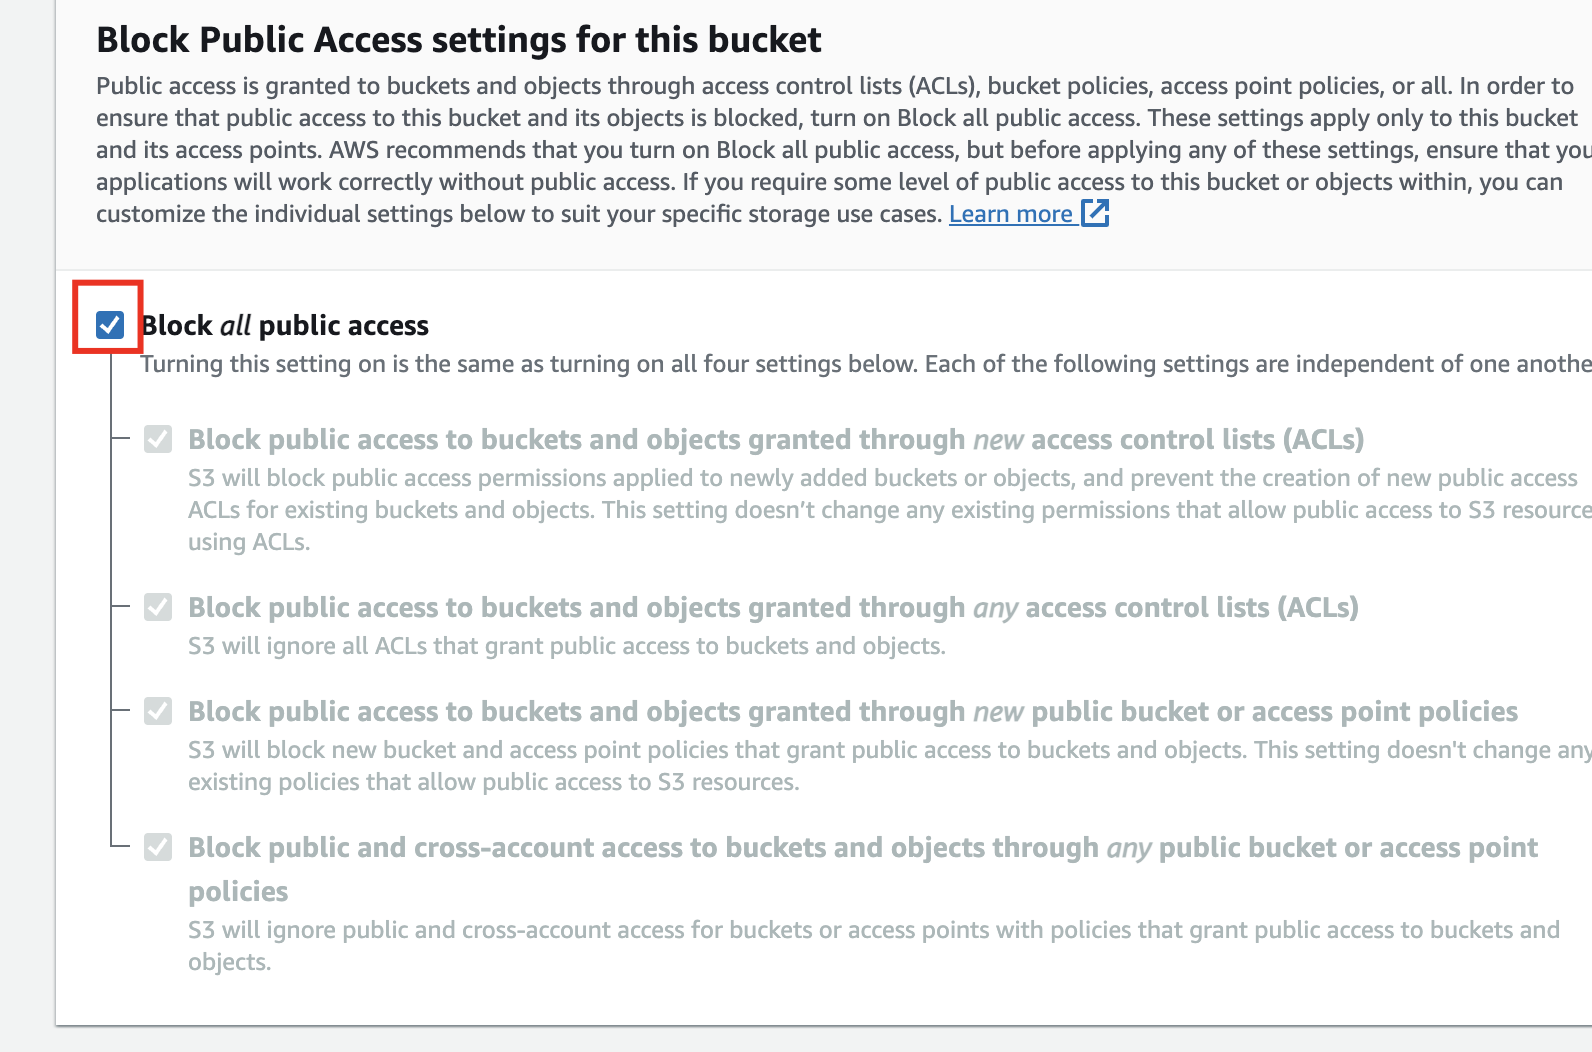 Block Public Access settings for this bucket
Public access is granted to buckets and objects through access control lists (ACLs), bucket policies, access point policies, or all. In order to
ensure that public access to this bucket and its objects is blocked, turn on Block all public access. These settings apply only to this bucket
and its access points. AWS recommends that you turn on Block all public access, but before applying any of these settings, ensure that you
applications will work correctly without public access. If you require some level of public access to this bucket or objects within, you can
customize the individual settings below to suit your specific storage use cases. Learn more
Block all public access
Turning this setting on is the same as turning on all four settings below. Each of the following settings are independent of one anothe
Block public access to buckets and objects granted through new access control lists (ACLs)
S3 will block public access permissions applied to newly added buckets or objects, and prevent the creation of new public access
ACLs for existing buckets and objects. This setting doesn’t change any existing permissions that allow public access to S3 resource
using ACLs.
Block public access to buckets and objects granted through any access control lists (ACLs)
S3 will ignore all ACLs that grant public access to buckets and objects.
Block public access to buckets and objects granted through new public bucket or access point policies
S3 will block new bucket and access point policies that grant public access to buckets and objects. This setting doesn't change any
existing policies that allow public access to S3 resources.
Block public and cross-account access to buckets and objects through any public bucket or access point
policies
S3 will ignore public and cross-account access for buckets or access points with policies that grant public access to buckets and
objects.